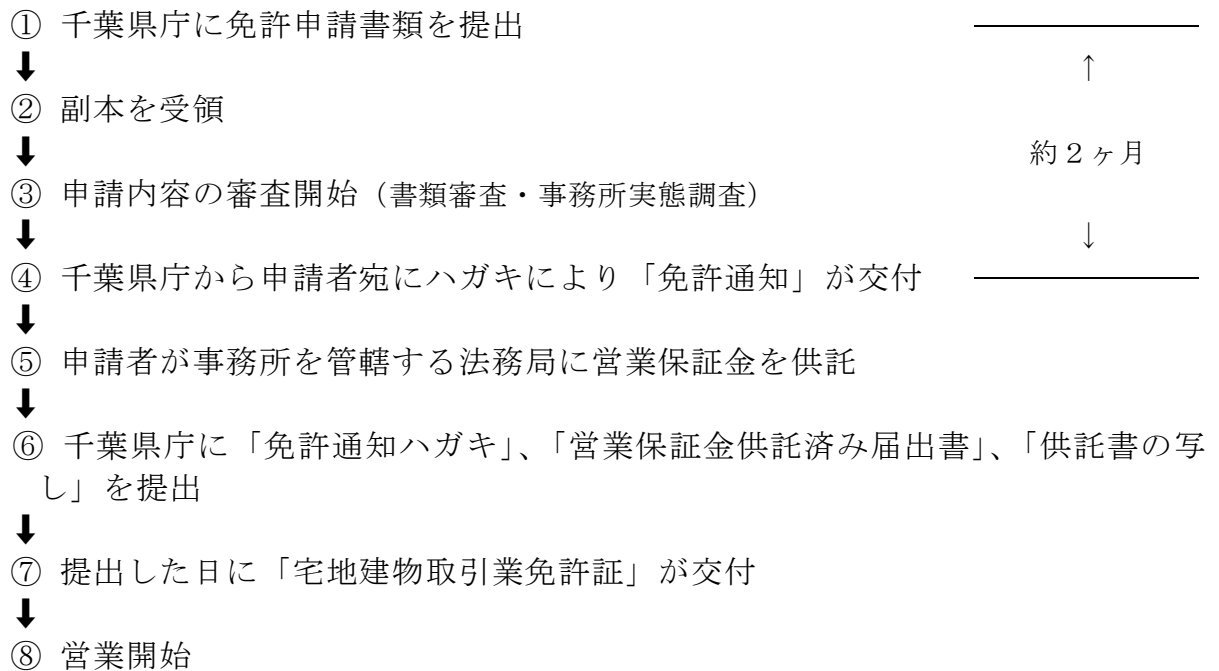 ① 千葉県庁に免許申請書類を提出
⬇ ↑
② 副本を受領
⬇ 約2ヶ月
③ 申請内容の審査開始（書類審査・事務所実態調査）
⬇ ↓
④ 千葉県庁から申請者宛にハガキにより「免許通知」が交付
⬇
⑤ 申請者が事務所を管轄する法務局に営業保証金を供託
⬇
⑥ 千葉県庁に「免許通知ハガキ」、「営業保証金供託済み届出書」、「供託書の写
し」を提出
⬇
⑦ 提出した日に「宅地建物取引業免許証」が交付
⬇
⑧ 営業開始